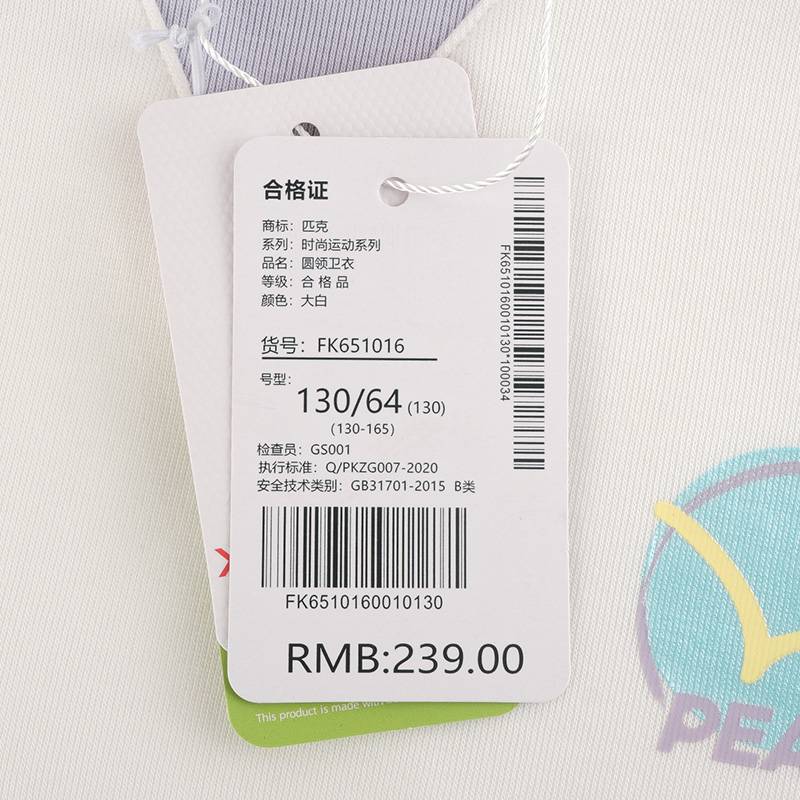 合格证
商标：匹克
系列：时尚运动系列
品名：圆领卫衣
等级：合格品
颜色：大白
货号：FK651016
号型：
130/64 (130)
(130-165)
检查员：GS001
执行标准：Q/PKZG007-2020
安全技术类别：GB31701-2015 B类
FK6510160010130
RMB:239.00
FK6510160010130*100034
This product is made with
PEA